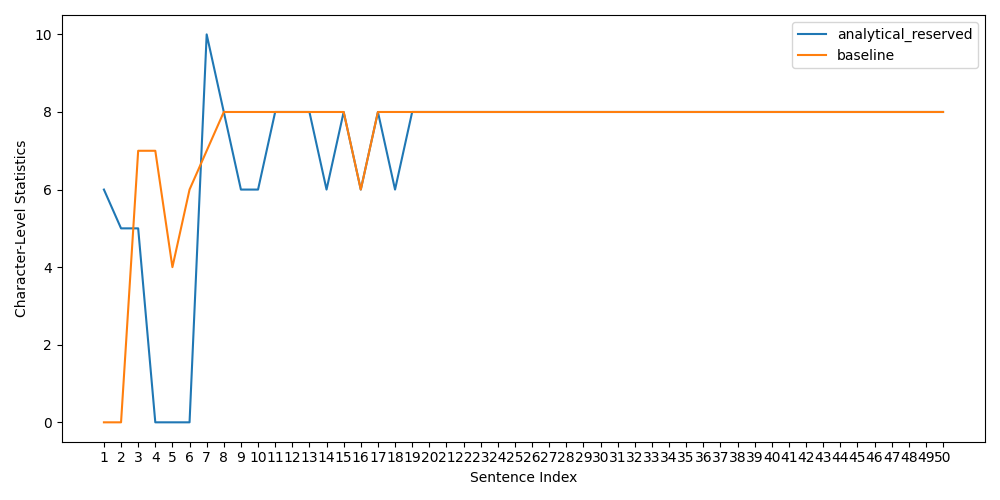 analytical_reserved
baseline
Character-Level Statistics
10
8
6
4
2
0
1 2 3 4 5 6 7 8 9 10 11 12 13 14 15 16 17 18 19 20 21 22 23 24 25 26 27 28 29 30 31 32 33 34 35 36 37 38 39 40 41 42 43 44 45 46 47 48 49 50
Sentence Index